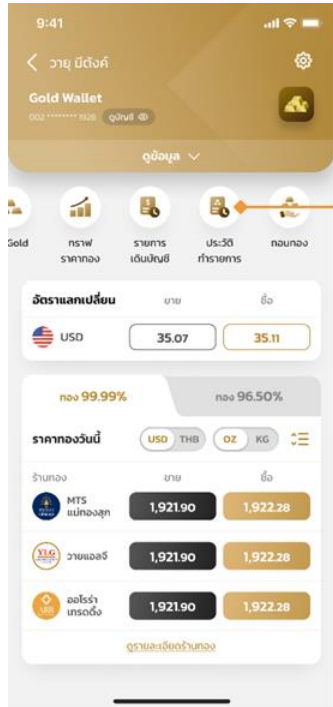 9:41
วายุ มีตังค์
Gold Wallet
002 ******** 1928 ดูบัญชี
ดูข้อมูล
Gold
กราฟ
ราคาทอง
รายการ
เดินบัญชี
ประวัติ
ทำรายการ
ถอนทอง
อัตราแลกเปลี่ยน ขาย ซื้อ
USD 35.07 35.11
ทอง 99.99% ทอง 96.50%
ราคาทองวันนี้ USD THB OZ KG
ร้านทอง ขาย ซื้อ
MTS
แม่ทองสุก 1,921.90 1,922.28
YLG
วายแอลจี 1,921.90 1,922.28
ARR
ออโรร่า
เทรดดิ้ง 1,921.90 1,922.28
ดูรายละเอียดร้านทอง